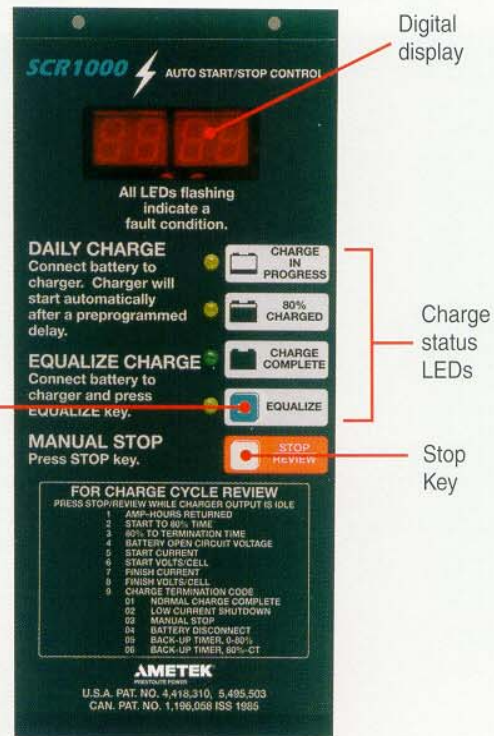 Digital
display
SCR1000 AUTO START/STOP CONTROL
All LEDs flashing
indicate a
fault condition.
DAILY CHARGE
Connect battery to
charger. Charger will
start automatically
after a preprogrammed
delay.
CHARGE
IN
PROGRESS
80%
CHARGED
EQUALIZE CHARGE
Connect battery to
charger and press
EQUALIZE key.
CHARGE
COMPLETE
EQUALIZE
Charge
status
LEDs
MANUAL STOP
Press STOP key.
STOP
REVIEW
Stop
Key
FOR CHARGE CYCLE REVIEW
PRESS STOP/REVIEW WHILE CHARGER OUTPUT IS IDLE
1 AMP-HOURS RETURNED
2 START TO 80% TIME
3 80% TO TERMINATION TIME
4 BATTERY OPEN CIRCUIT VOLTAGE
5 START CURRENT
6 START VOLTS/CELL
7 FINISH CURRENT
8 FINISH VOLTS/CELL
9 CHARGE TERMINATION CODE
01 NORMAL CHARGE COMPLETE
02 LOW CURRENT SHUTDOWN
03 MANUAL STOP
04 BATTERY DISCONNECT
05 BACK-UP TIMER, 0-80%
06 BACK-UP TIMER, 80%-CT
AMETEK
PRESTOLITE POWER
U.S.A. PAT. NO. 4,418,310, 5,495,503
CAN. PAT. NO. 1,196,058 ISS 1985